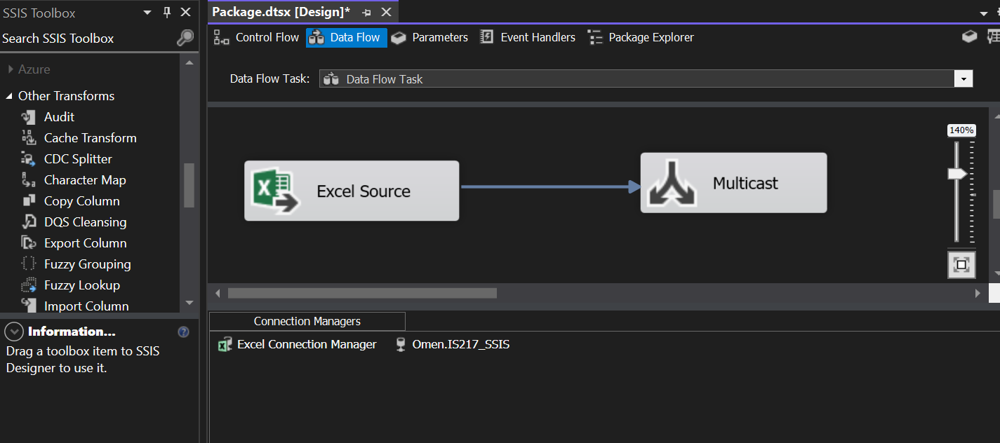 SSIS Toolbox
Search SSIS Toolbox
Azure
Other Transforms
Audit
Cache Transform
CDC Splitter
Character Map
Copy Column
DQS Cleansing
Export Column
Fuzzy Grouping
Fuzzy Lookup
Import Column
Information...
Drag a toolbox item to SSIS
Designer to use it.
Package.dtsx [Design]*
Control Flow Data Flow Parameters Event Handlers Package Explorer
Data Flow Task: Data Flow Task
140%
Excel Source
Multicast
Connection Managers
Excel Connection Manager Omen.IS217_SSIS